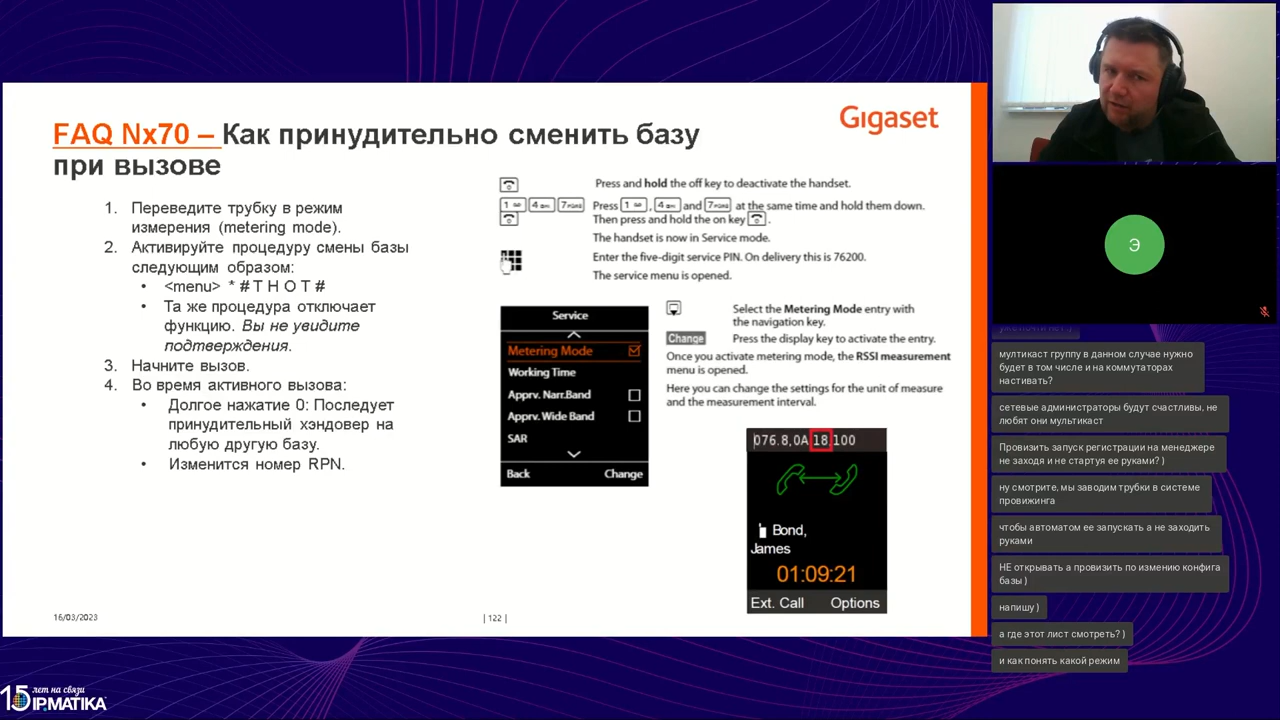 FAQ Nx70 – Как принудительно сменить базу
при вызове
Gigaset
1. Переведите трубку в режим
измерения (metering mode).
2. Активируйте процедуру смены базы
следующим образом:
• <menu> * # T H O T #
• Та же процедура отключает
функцию. Вы не увидите
подтверждения.
3. Начните вызов.
4. Во время активного вызова:
• Долгое нажатие 0: Последует
принудительный хэндовер на
любую другую базу.
• Изменится номер RPN.
Press and hold the off key to deactivate the handset.
Press 1, 4 and 7 at the same time and hold them down.
Then press and hold the on key.
The handset is now in Service mode.
Enter the five-digit service PIN. On delivery this is 76200.
The service menu is opened.
Service
Metering Mode
Working Time
Apprv. Narr.Band
Apprv. Wide Band
SAR
Back Change
Select the Metering Mode entry with
the navigation key.
Change Press the display key to activate the entry.
Once you activate metering mode, the RSSI measurement
menu is opened.
Here you can change the settings for the unit of measure
and the measurement interval.
076.8,0A 18 100
Bond,
James
01:09:21
Ext. Call Options
16/03/2023
| 122 |
15 лет на связи
IPMATIKA
Э
мултикаст группу в данном случае нужно
будет в том числе и на коммутаторах
настивать?
сетевые администраторы будут счастливы, не
любят они мультикаст
Провизить запуск регистрации на менеджере
не заходя и не стартуя ее руками? )
ну смотрите, мы заводим трубки в системе
провижинга
чтобы автоматом ее запускать а не заходить
руками
НЕ открывать а провизить по измению конфига
базы )
напишу )
а где этот лист смотреть? )
и как понять какой режим